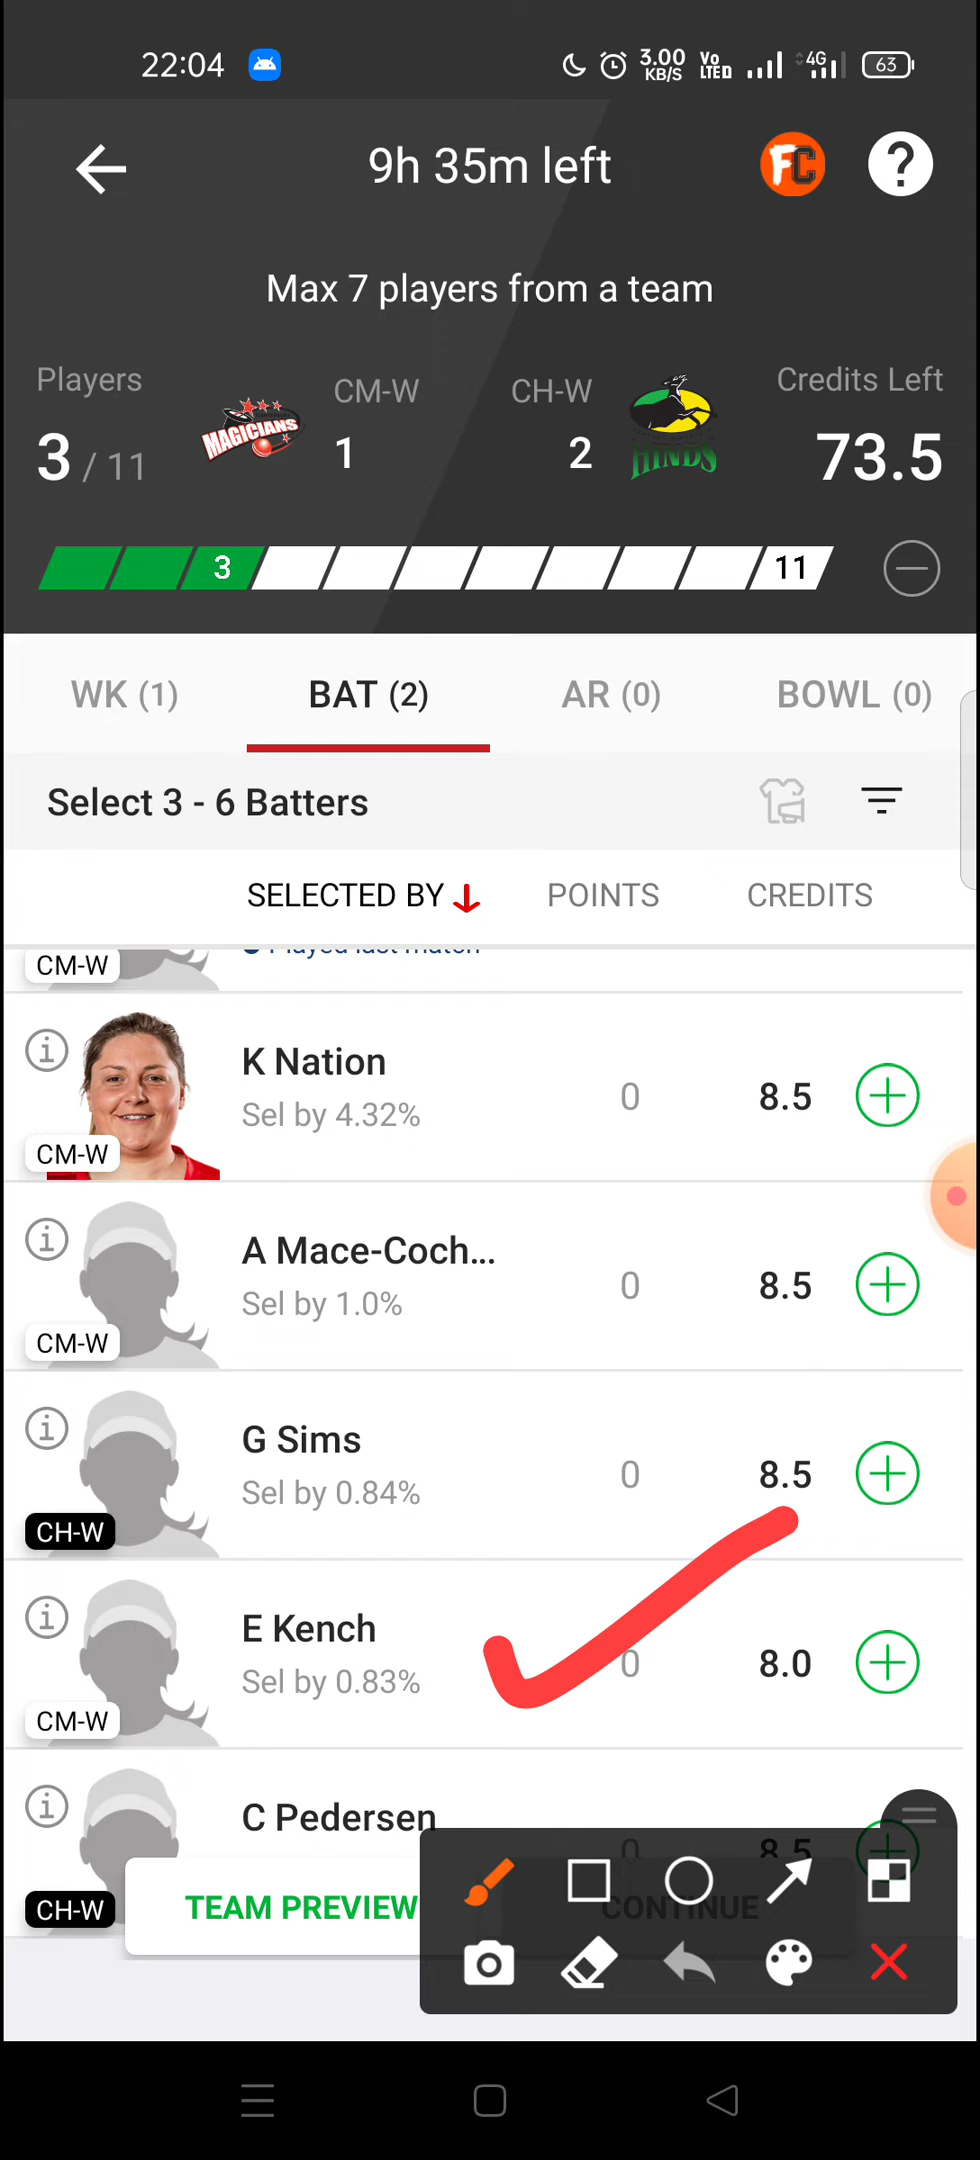 22:04 3.00 KB/S Vo LTED 4G 63
9h 35m left FC ?
Max 7 players from a team
Players CM-W CH-W Credits Left
3 / 11 MAGICIANS 1 2 HINDS 73.5
3 11
WK (1) BAT (2) AR (0) BOWL (0)
Select 3 - 6 Batters
SELECTED BY POINTS CREDITS
CM-W Played last match
K Nation
Sel by 4.32% 0 8.5
CM-W
A Mace-Coch...
Sel by 1.0% 0 8.5
CM-W
G Sims
Sel by 0.84% 0 8.5
CH-W
E Kench
Sel by 0.83% 0 8.0
CM-W
C Pedersen
0 8.5
CH-W TEAM PREVIEW CONTINUE